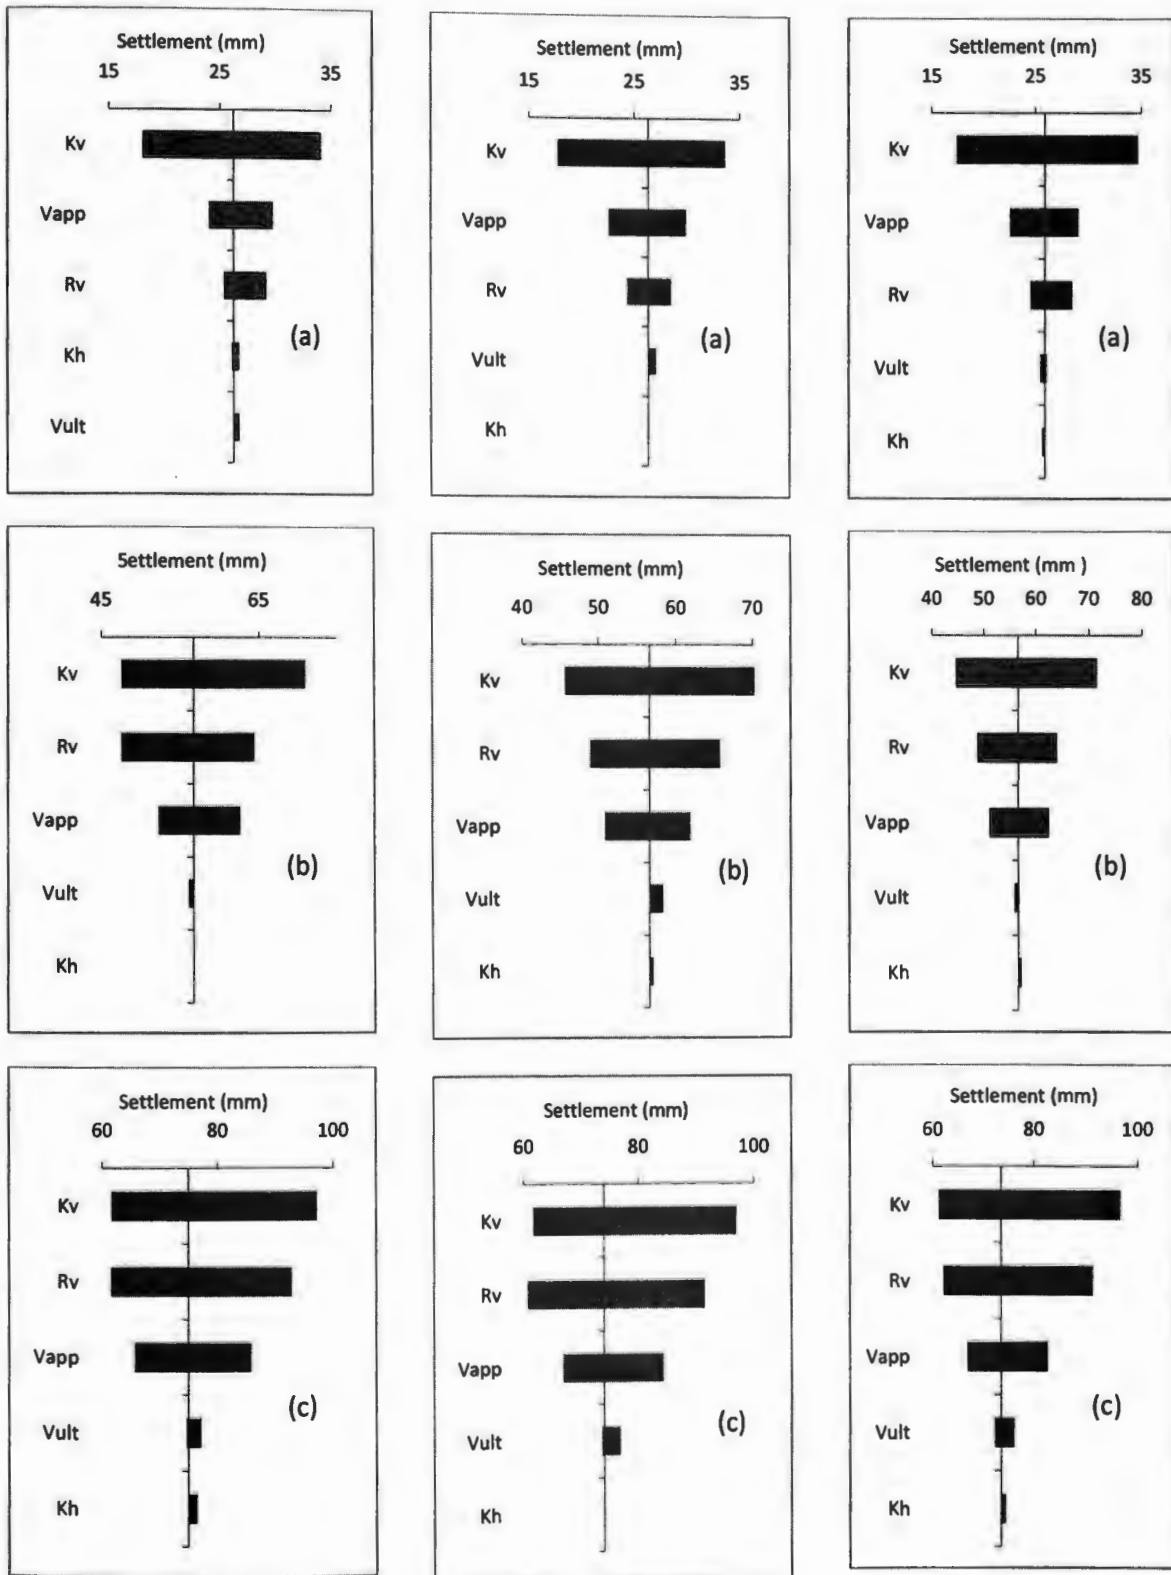 Settlement (mm)
15 25 35
Kv
Vapp
Rv
Kh
Vult
(a)
Settlement (mm)
15 25 35
Kv
Vapp
Rv
Vult
Kh
(a)
Settlement (mm)
15 25 35
Kv
Vapp
Rv
Vult
Kh
(a)
Settlement (mm)
45 65
Kv
Rv
Vapp
Vult
Kh
(b)
Settlement (mm)
40 50 60 70
Kv
Rv
Vapp
Vult
Kh
(b)
Settlement (mm )
40 50 60 70 80
Kv
Rv
Vapp
Vult
Kh
(b)
Settlement (mm)
60 80 100
Kv
Rv
Vapp
Vult
Kh
(c)
Settlement (mm)
60 80 100
Kv
Rv
Vapp
Vult
Kh
(c)
Settlement (mm)
60 80 100
Kv
Rv
Vapp
Vult
Kh
(c)